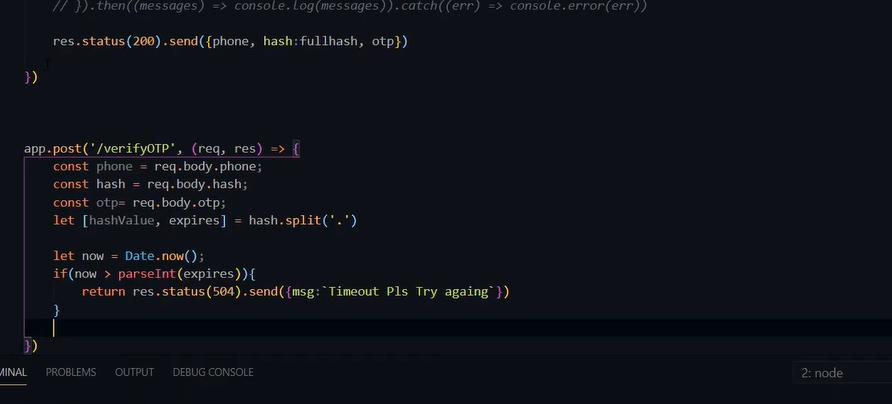 // }).then((messages) => console.log(messages)).catch((err) => console.error(err))
res.status(200).send({phone, hash:fullhash, otp})
})
app.post('/verifyOTP', (req, res) => {
const phone = req.body.phone;
const hash = req.body.hash;
const otp= req.body.otp;
let [hashValue, expires] = hash.split('.')
let now = Date.now();
if(now > parseInt(expires)){
return res.status(504).send({msg:`Timeout Pls Try againg`})
}
})
MINAL PROBLEMS OUTPUT DEBUG CONSOLE 2: node